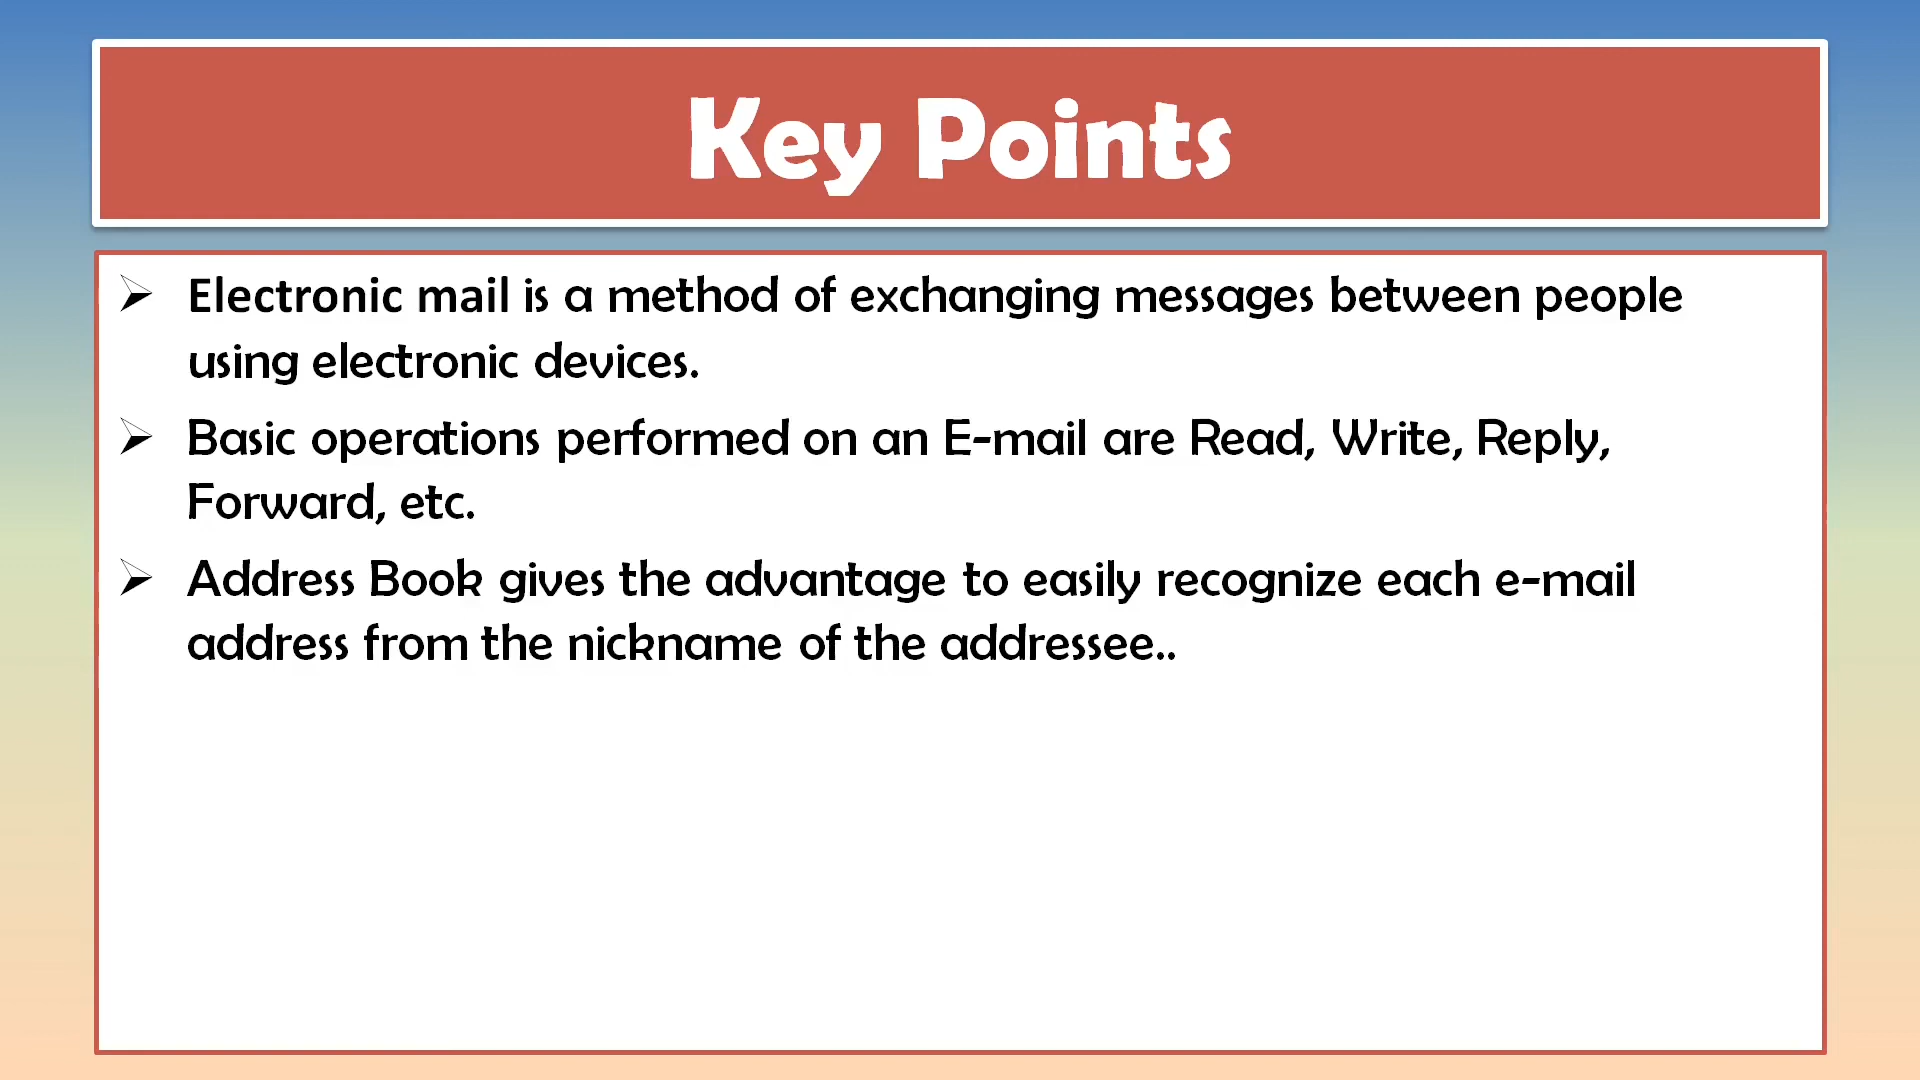 Key Points
➢ Electronic mail is a method of exchanging messages between people
using electronic devices.
➢ Basic operations performed on an E-mail are Read, Write, Reply,
Forward, etc.
➢ Address Book gives the advantage to easily recognize each e-mail
address from the nickname of the addressee..